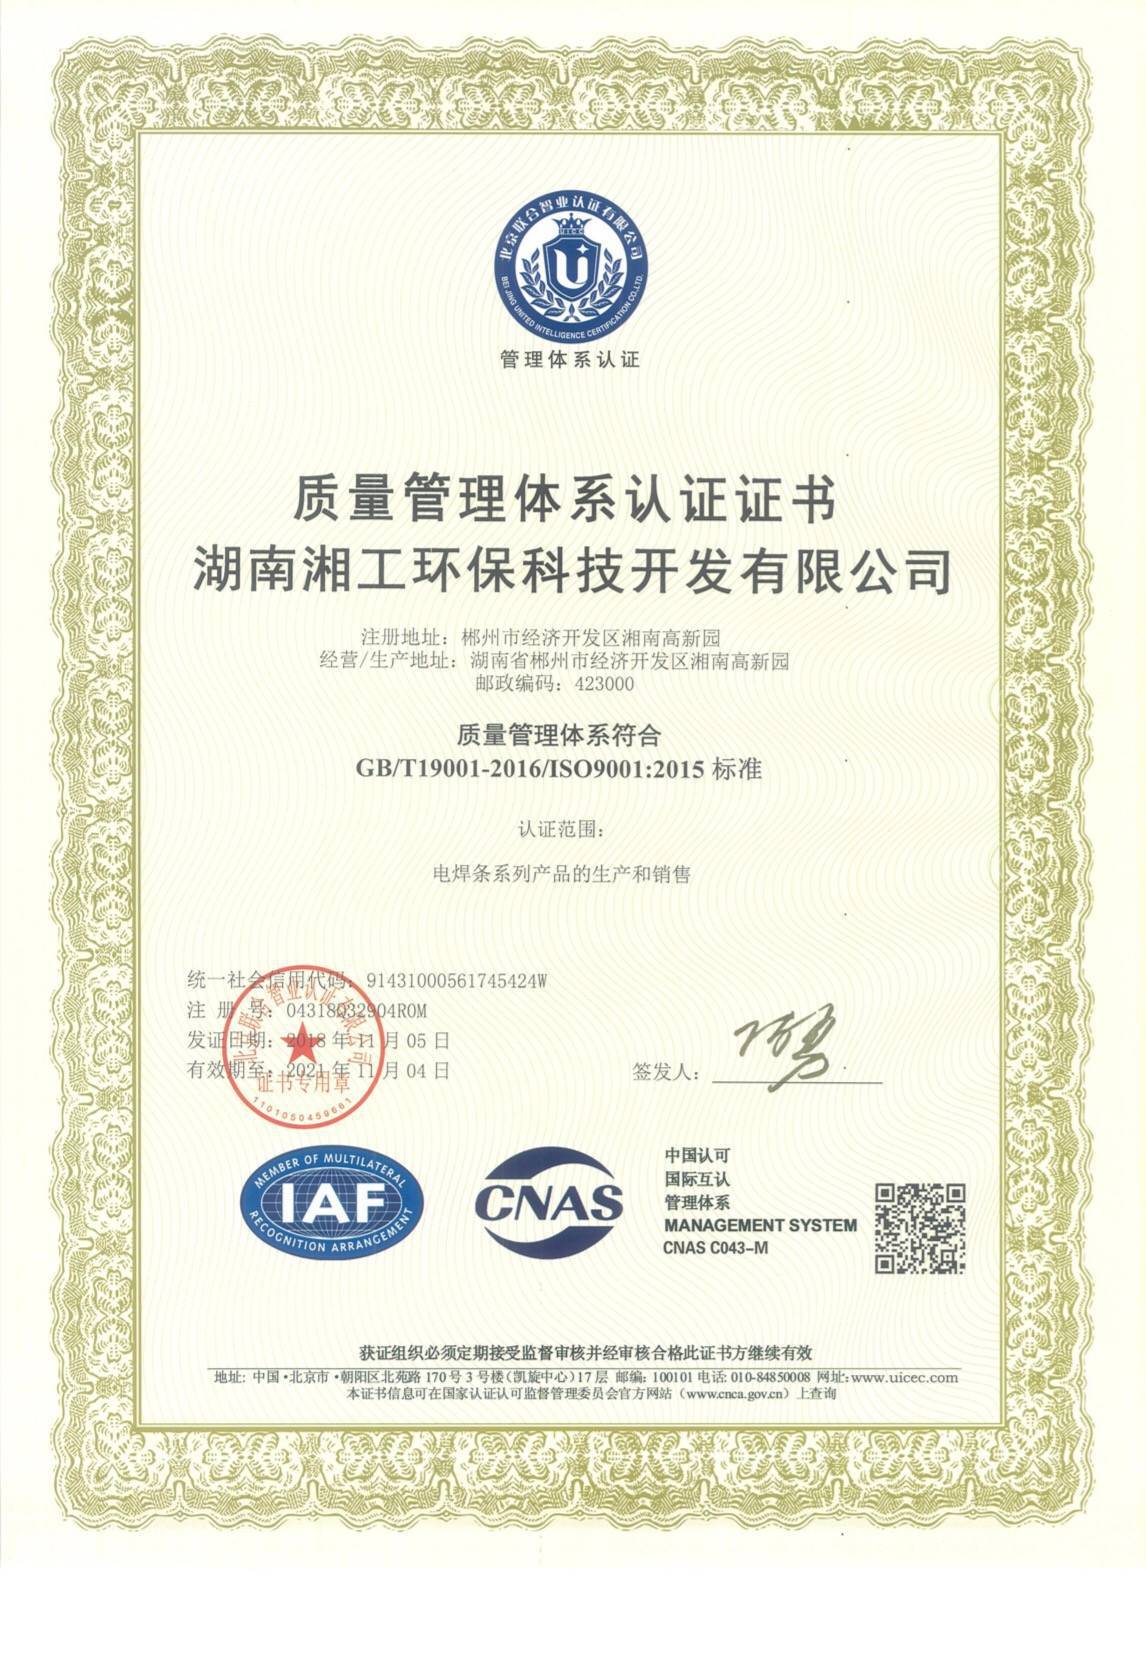 北京联合智业认证有限公司
UICC
U
BEIJING UNITED INTELLIGENCE CERTIFICATION CO.,LTD.
管理体系认证
质量管理体系认证证书
湖南湘工环保科技开发有限公司
注册地址：郴州市经济开发区湘南高新园
经营/生产地址：湖南省郴州市经济开发区湘南高新园
邮政编码：423000
质量管理体系符合
GB/T19001-2016/ISO9001:2015 标准
认证范围：
电焊条系列产品的生产和销售
统一社会信用代码：91431000561745424W
注 册 号：04318Q32904R0M
发证日期：2018 年 11 月 05 日
有效期至：2021 年 11 月 04 日
北京联合智业认证有限公司
证书专用章
1101050459661
签发人：
MEMBER OF MULTILATERAL
IAF
RECOGNITION ARRANGEMENT
CNAS
中国认可
国际互认
管理体系
MANAGEMENT SYSTEM
CNAS C043-M
获证组织必须定期接受监督审核并经审核合格此证书方继续有效
地址: 中国·北京市·朝阳区北苑路 170 号 3 号楼(凯旋中心)17 层 邮编: 100101 电话: 010-84850008 网址: www.uicec.com
本证书信息可在国家认证认可监督管理委员会官方网站（www.cnca.gov.cn）上查询